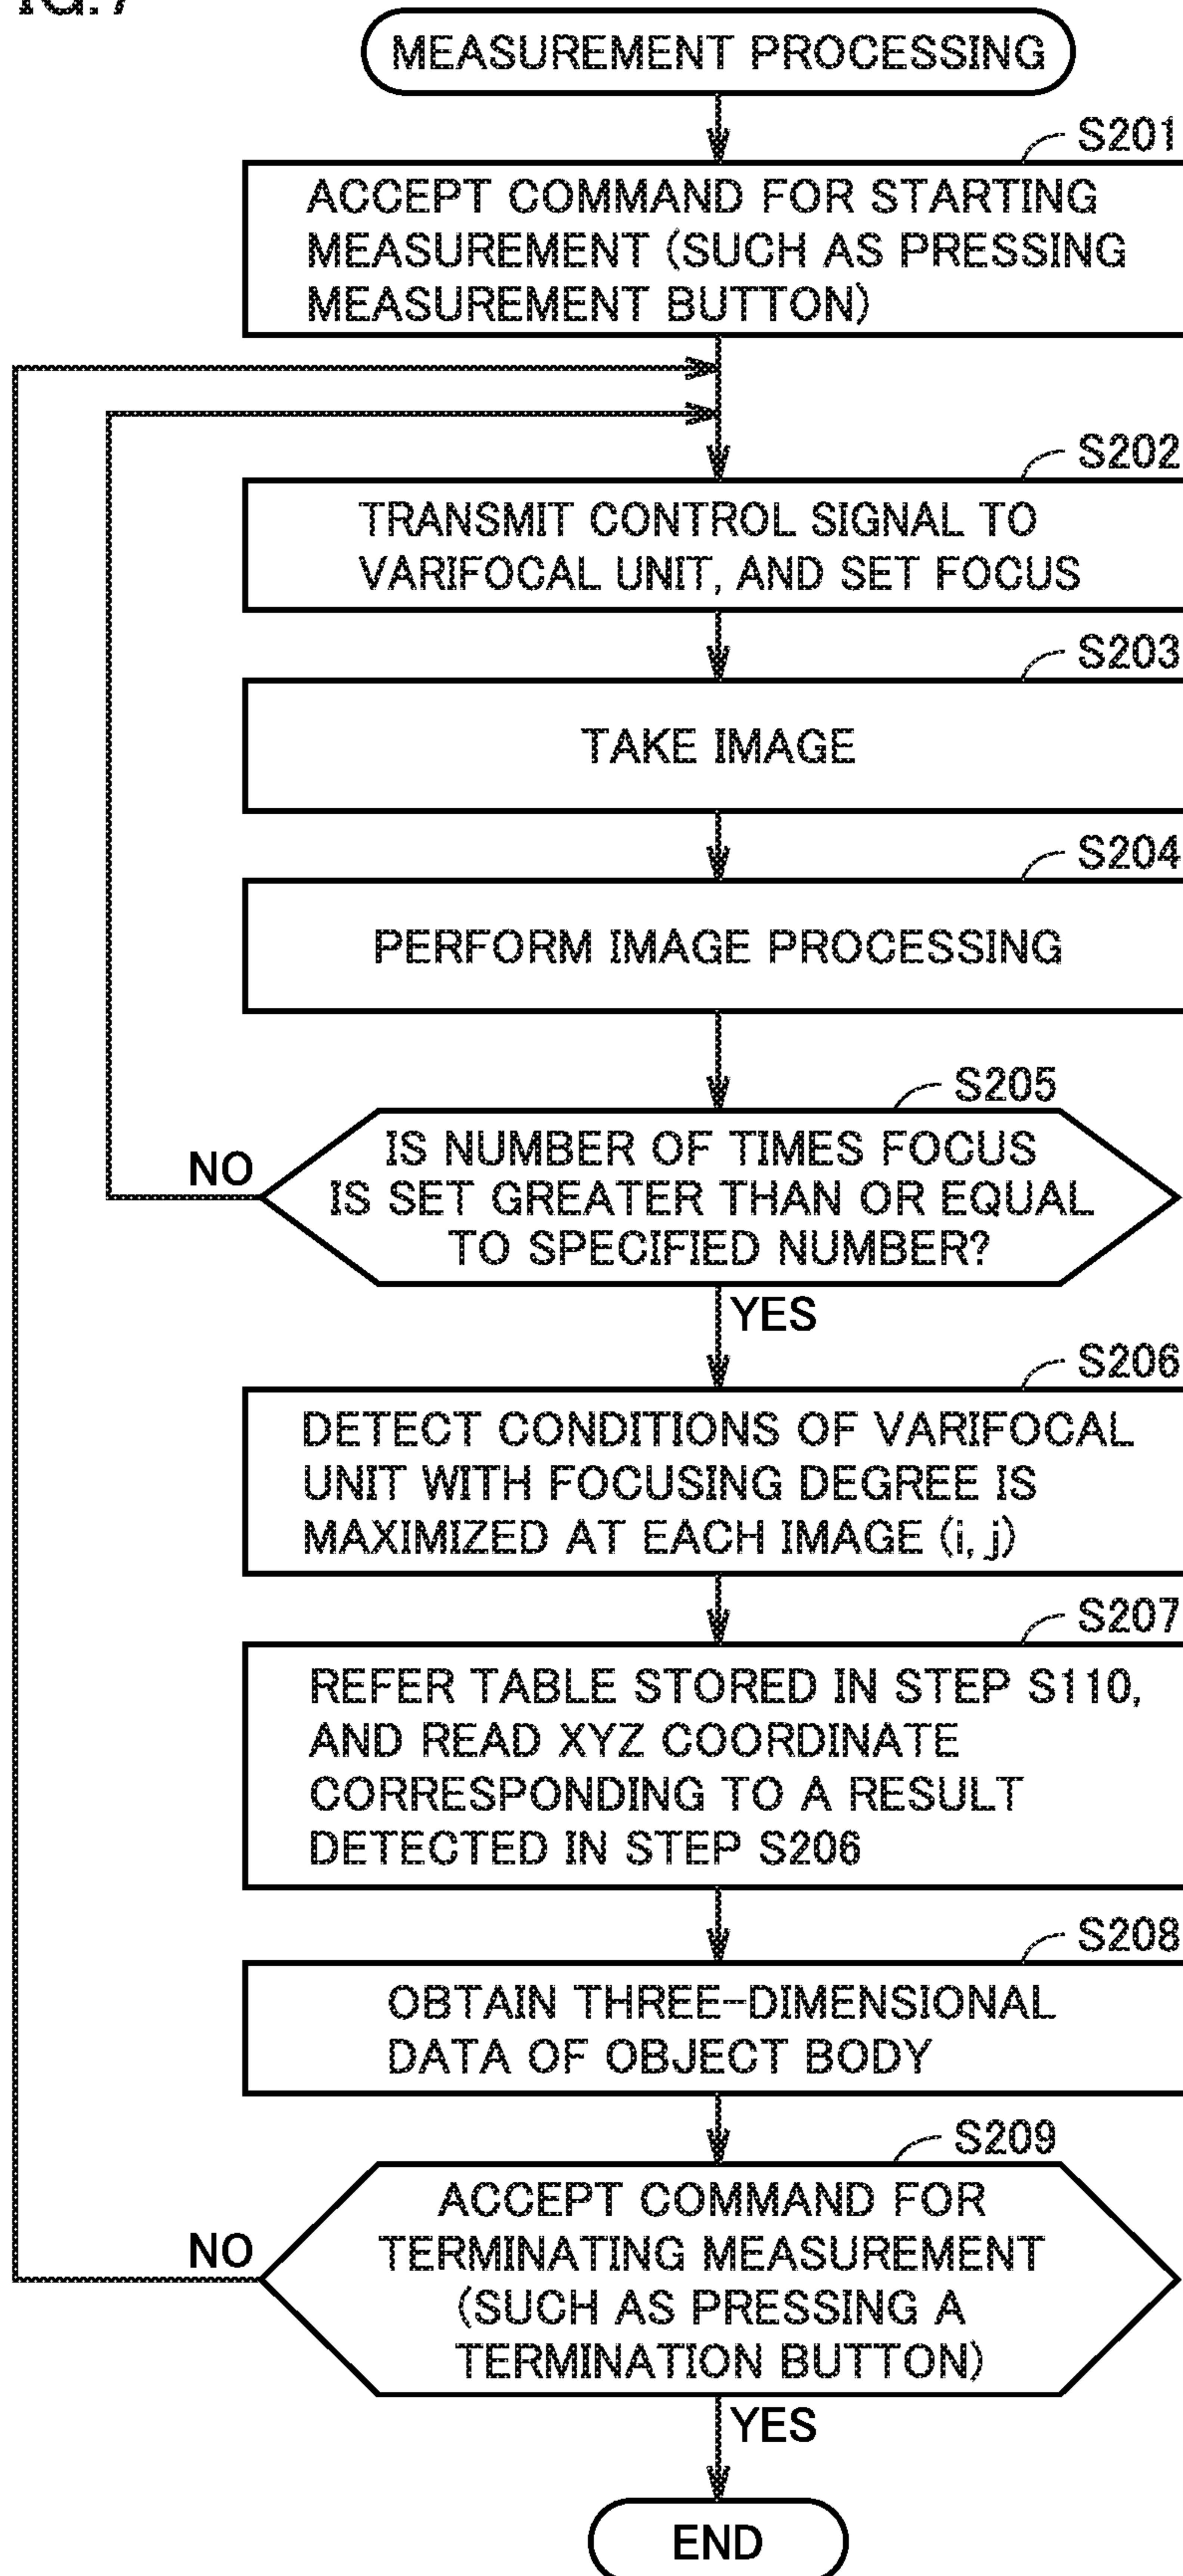 IG.7
MEASUREMENT PROCESSING
S201
ACCEPT COMMAND FOR STARTING
MEASUREMENT (SUCH AS PRESSING
MEASUREMENT BUTTON)
S202
TRANSMIT CONTROL SIGNAL TO
VARIFOCAL UNIT, AND SET FOCUS
S203
TAKE IMAGE
S204
PERFORM IMAGE PROCESSING
S205
IS NUMBER OF TIMES FOCUS
IS SET GREATER THAN OR EQUAL
TO SPECIFIED NUMBER?
NO
YES
S206
DETECT CONDITIONS OF VARIFOCAL
UNIT WITH FOCUSING DEGREE IS
MAXIMIZED AT EACH IMAGE (i, j)
S207
REFER TABLE STORED IN STEP S110,
AND READ XYZ COORDINATE
CORRESPONDING TO A RESULT
DETECTED IN STEP S206
S208
OBTAIN THREE-DIMENSIONAL
DATA OF OBJECT BODY
S209
ACCEPT COMMAND FOR
TERMINATING MEASUREMENT
(SUCH AS PRESSING A
TERMINATION BUTTON)
NO
YES
END